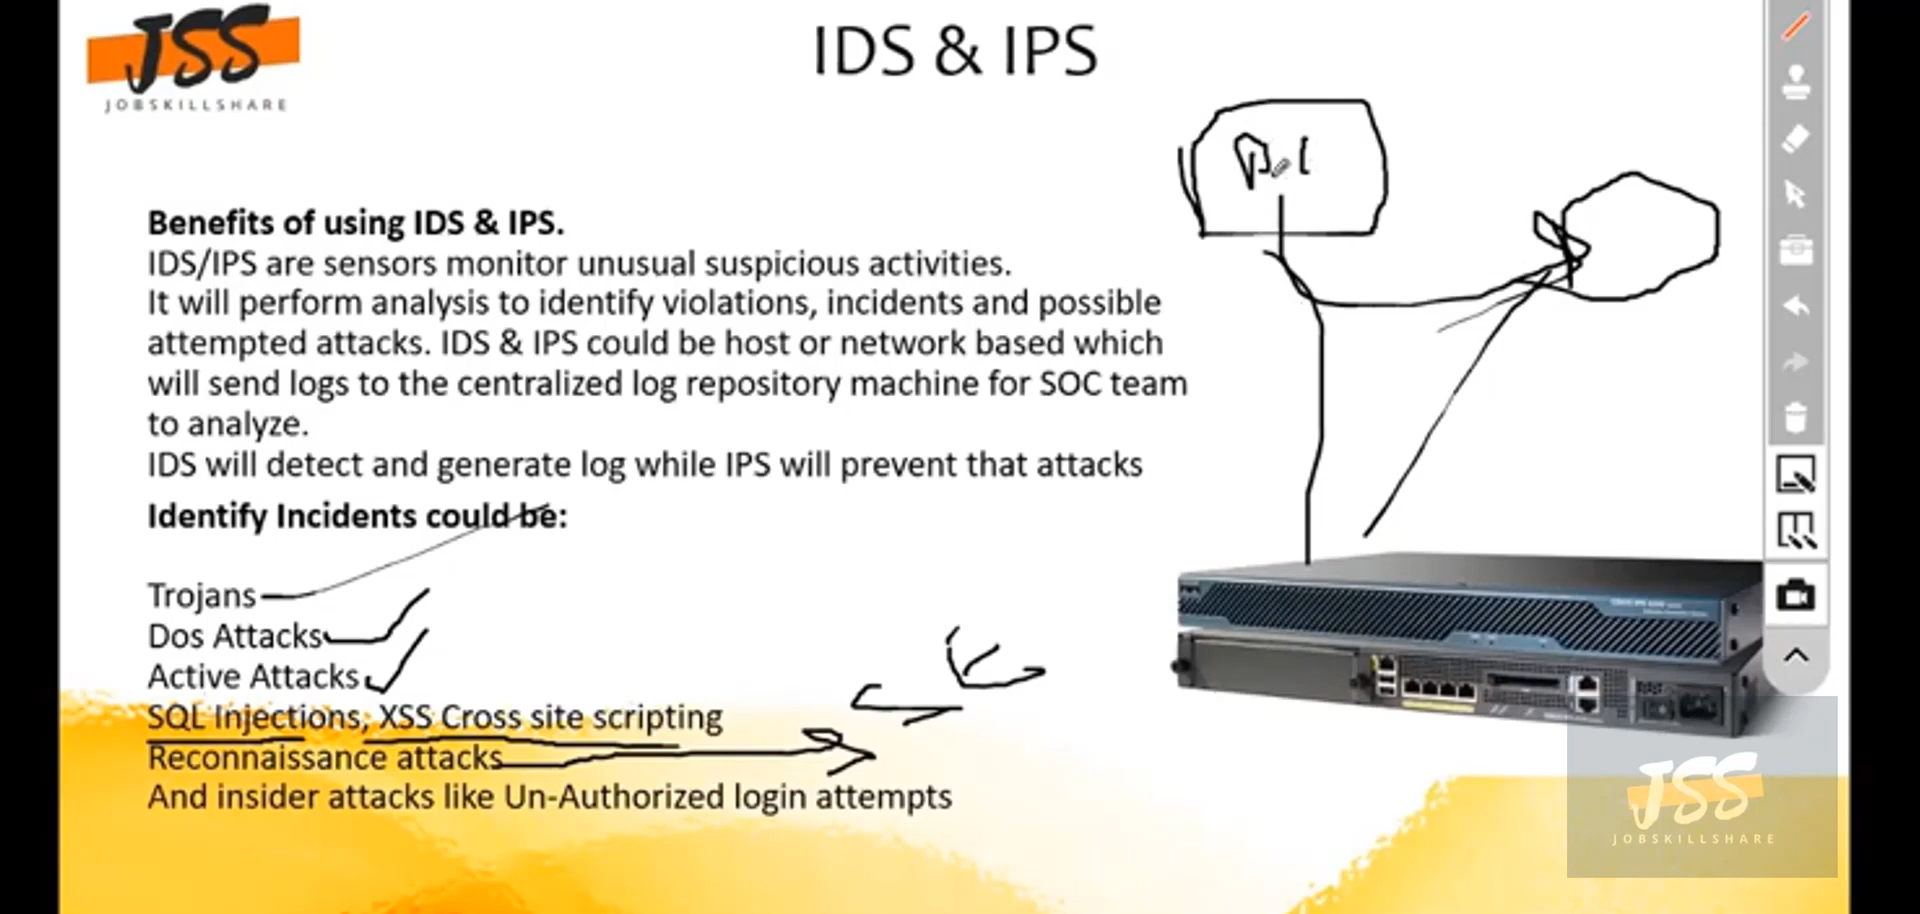 JSS
JOBSKILLSHARE
IDS & IPS
Benefits of using IDS & IPS.
IDS/IPS are sensors monitor unusual suspicious activities.
It will perform analysis to identify violations, incidents and possible
attempted attacks. IDS & IPS could be host or network based which
will send logs to the centralized log repository machine for SOC team
to analyze.
IDS will detect and generate log while IPS will prevent that attacks
Identify Incidents could be:
Trojans
Dos Attacks
Active Attacks
SQL Injections, XSS Cross site scripting
Reconnaissance attacks
And insider attacks like Un-Authorized login attempts
JSS
JOBSKILLSHARE